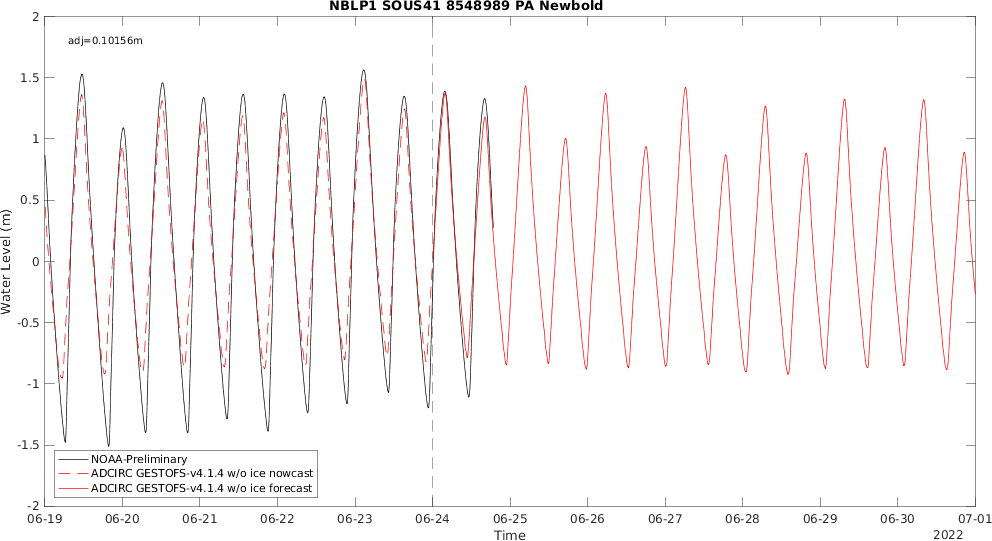 NBLP1 SOUS41 8548989 PA Newbold
adj=0.10156m
2
1.5
1
0.5
0
-0.5
-1
-1.5
-2
Water Level (m)
NOAA-Preliminary
ADCIRC GESTOFS-v4.1.4 w/o ice nowcast
ADCIRC GESTOFS-v4.1.4 w/o ice forecast
06-19 06-20 06-21 06-22 06-23 06-24 06-25 06-26 06-27 06-28 06-29 06-30 07-01
Time
2022